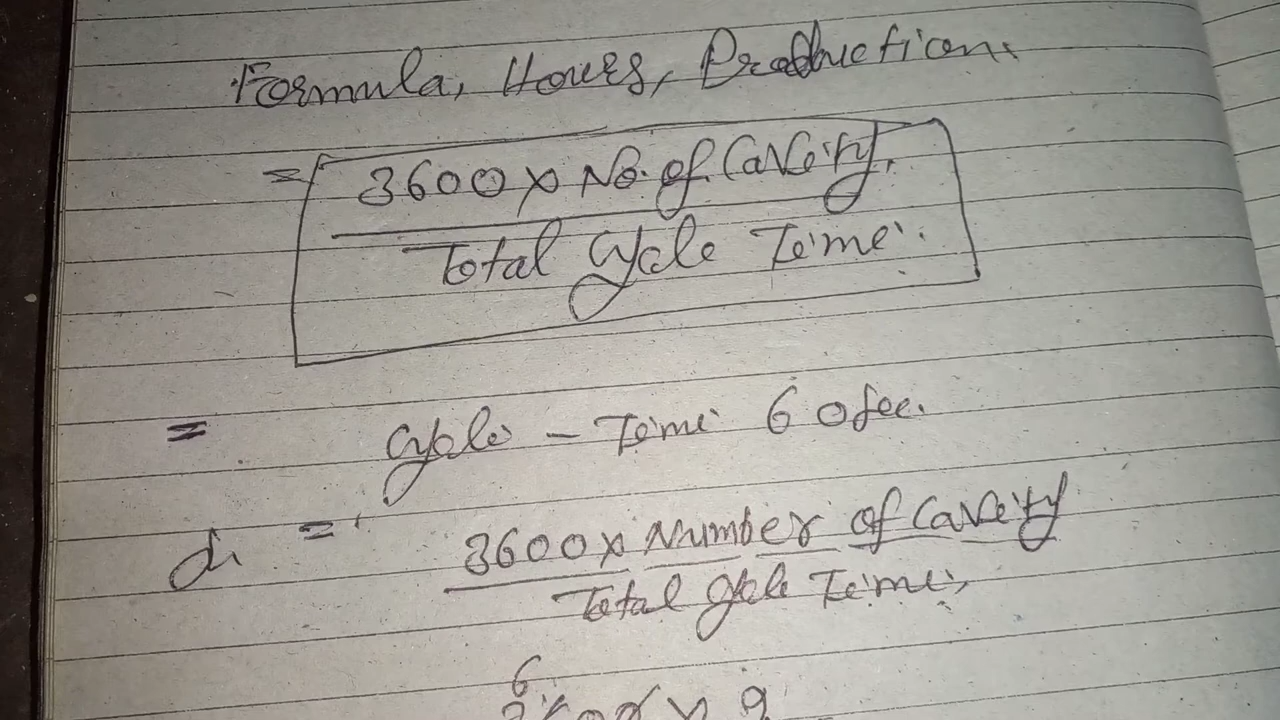 Formula, Hours, Production.
= 3600 x No. of Cavity.
Total Cycle Time.
= Cycle - Time 60 sec.
= 3600 x Number of Cavity
Total Cycle Time,
6